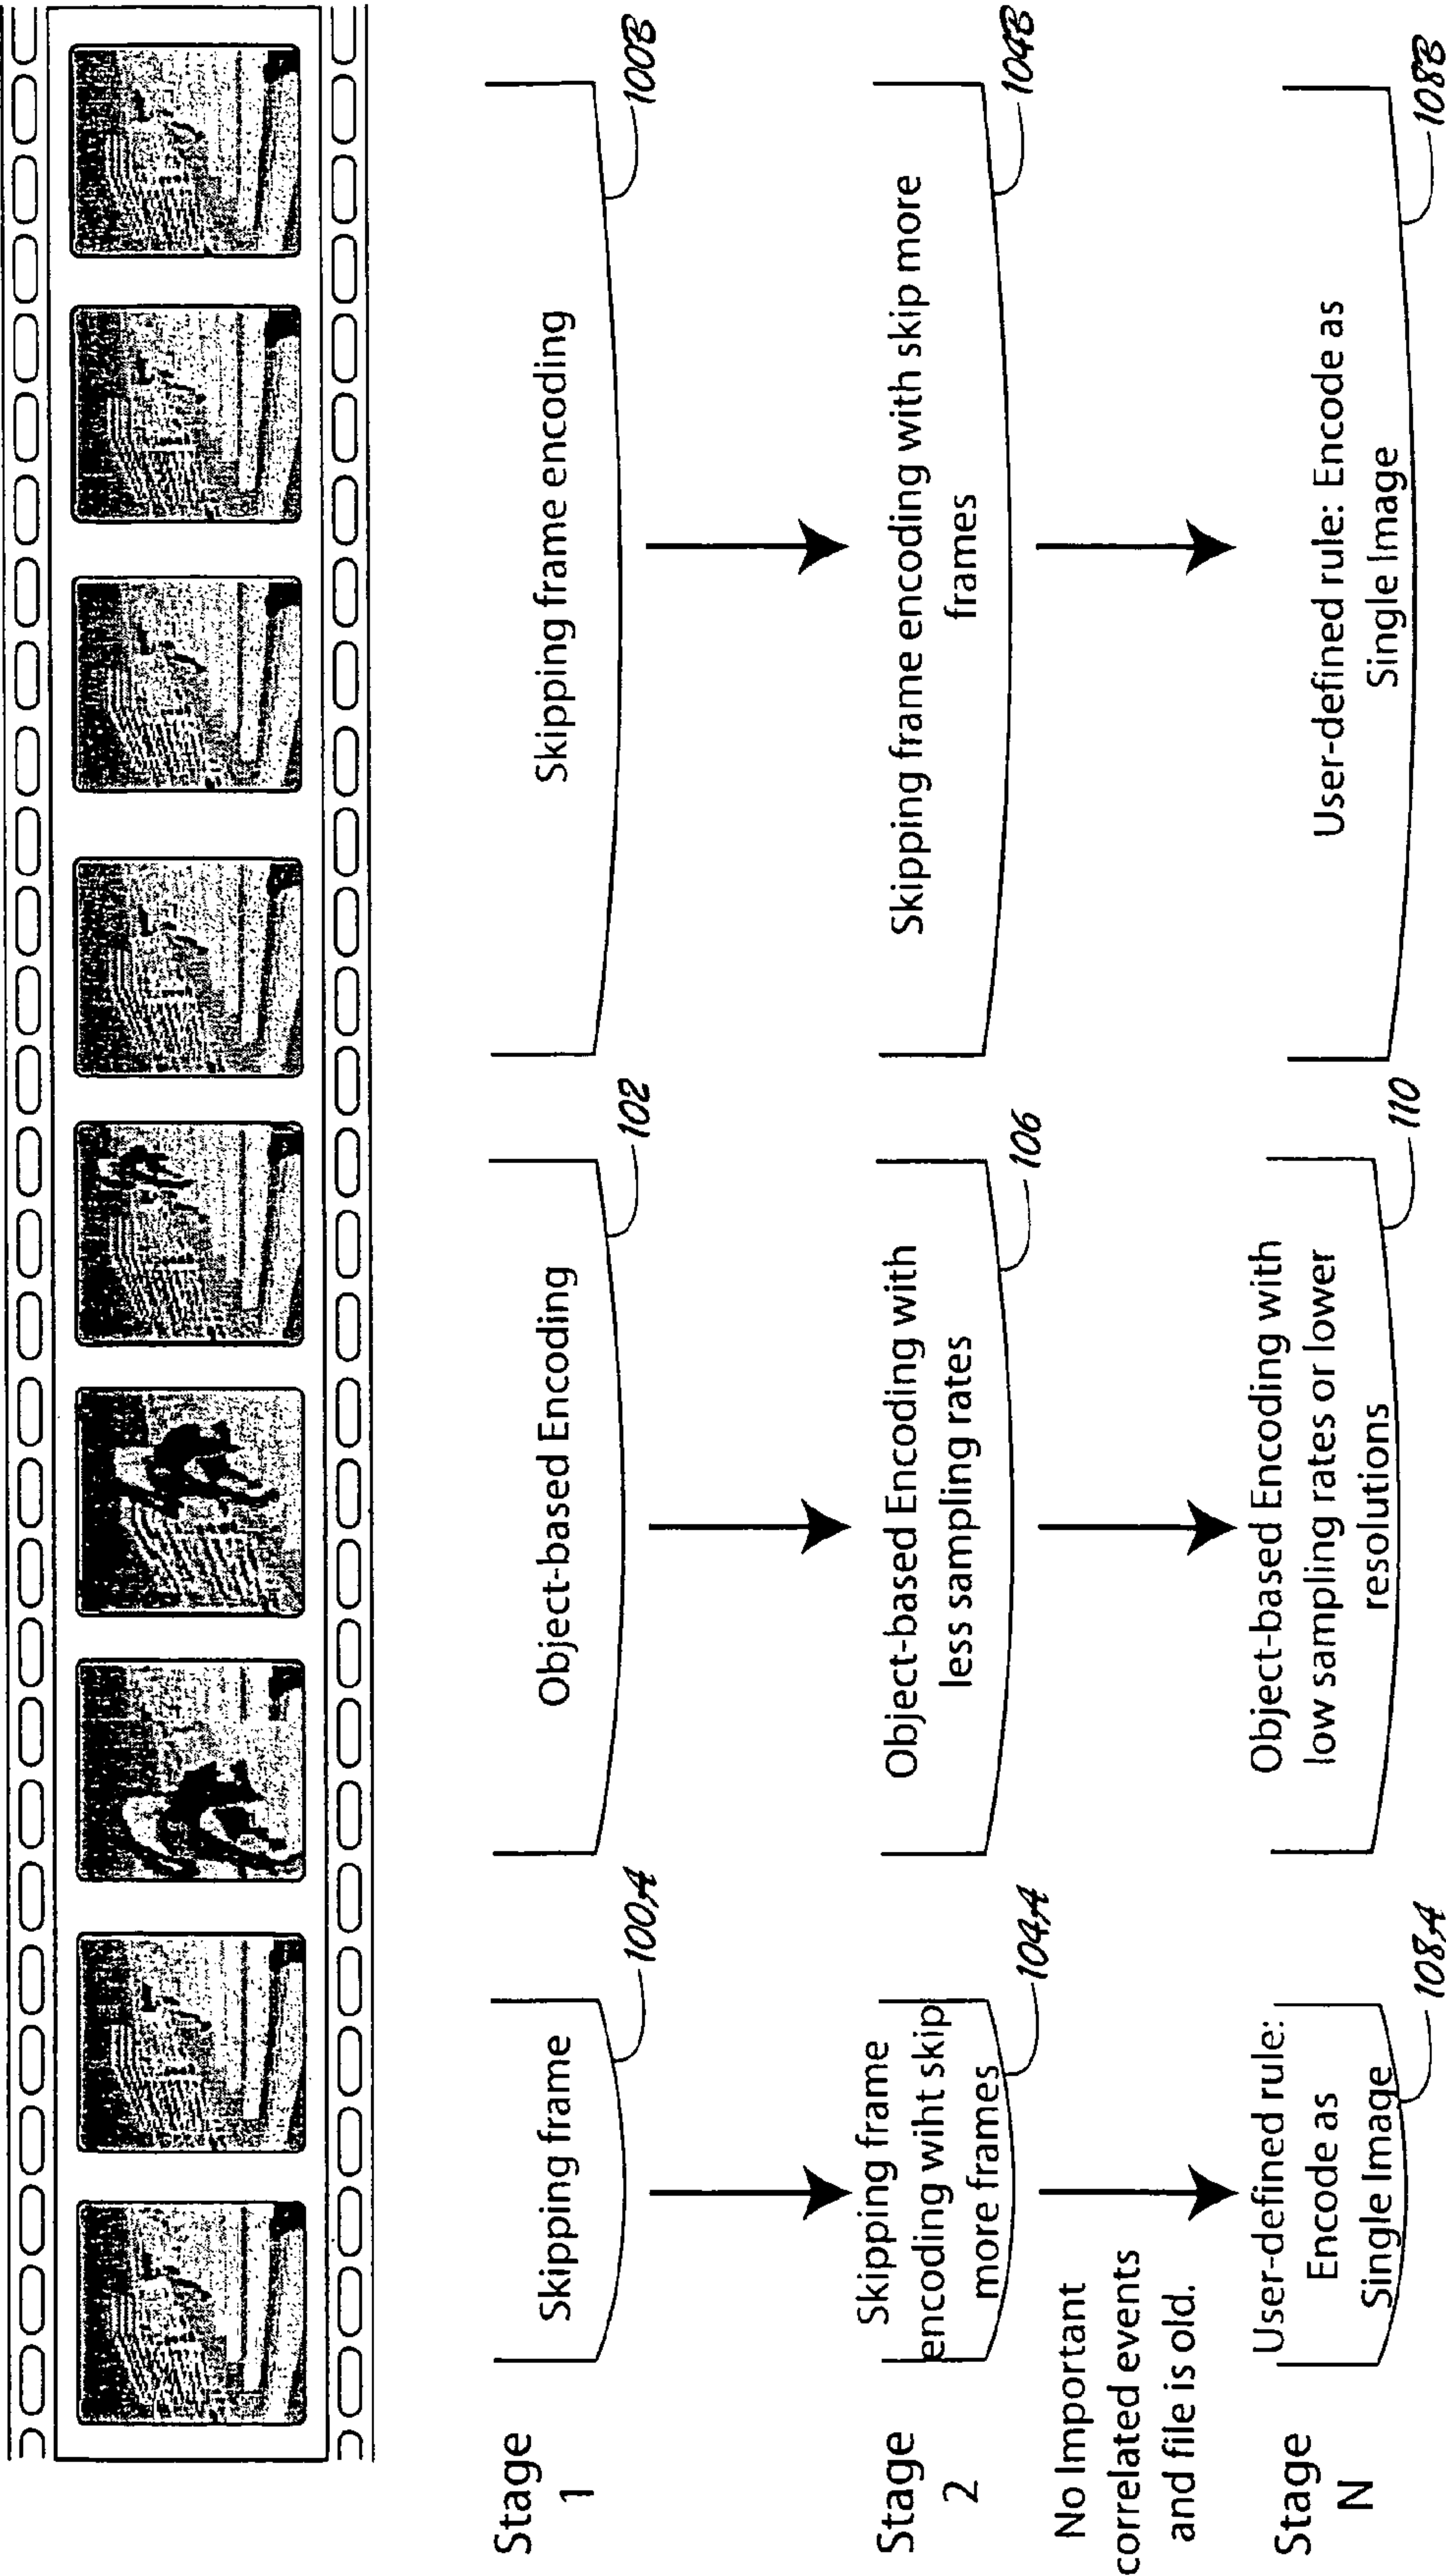 Stage
1
Skipping frame
100A
Object-based Encoding
102
Skipping frame encoding
100B
Stage
2
Skipping frame
encoding wiht skip
more frames
104A
Object-based Encoding with
less sampling rates
106
Skipping frame encoding with skip more
frames
104B
No Important
correlated events
and file is old.
Stage
N
User-defined rule:
Encode as
Single Image
108A
Object-based Encoding with
low sampling rates or lower
resolutions
110
User-defined rule: Encode as
Single Image
108B